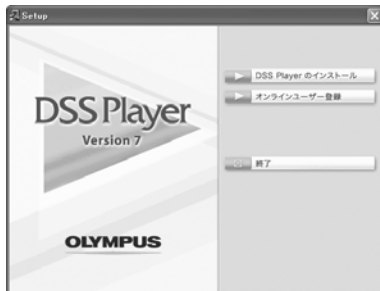 Setup
DSS Player
Version 7
OLYMPUS
DSS Player のインストール
オンラインユーザー登録
終了